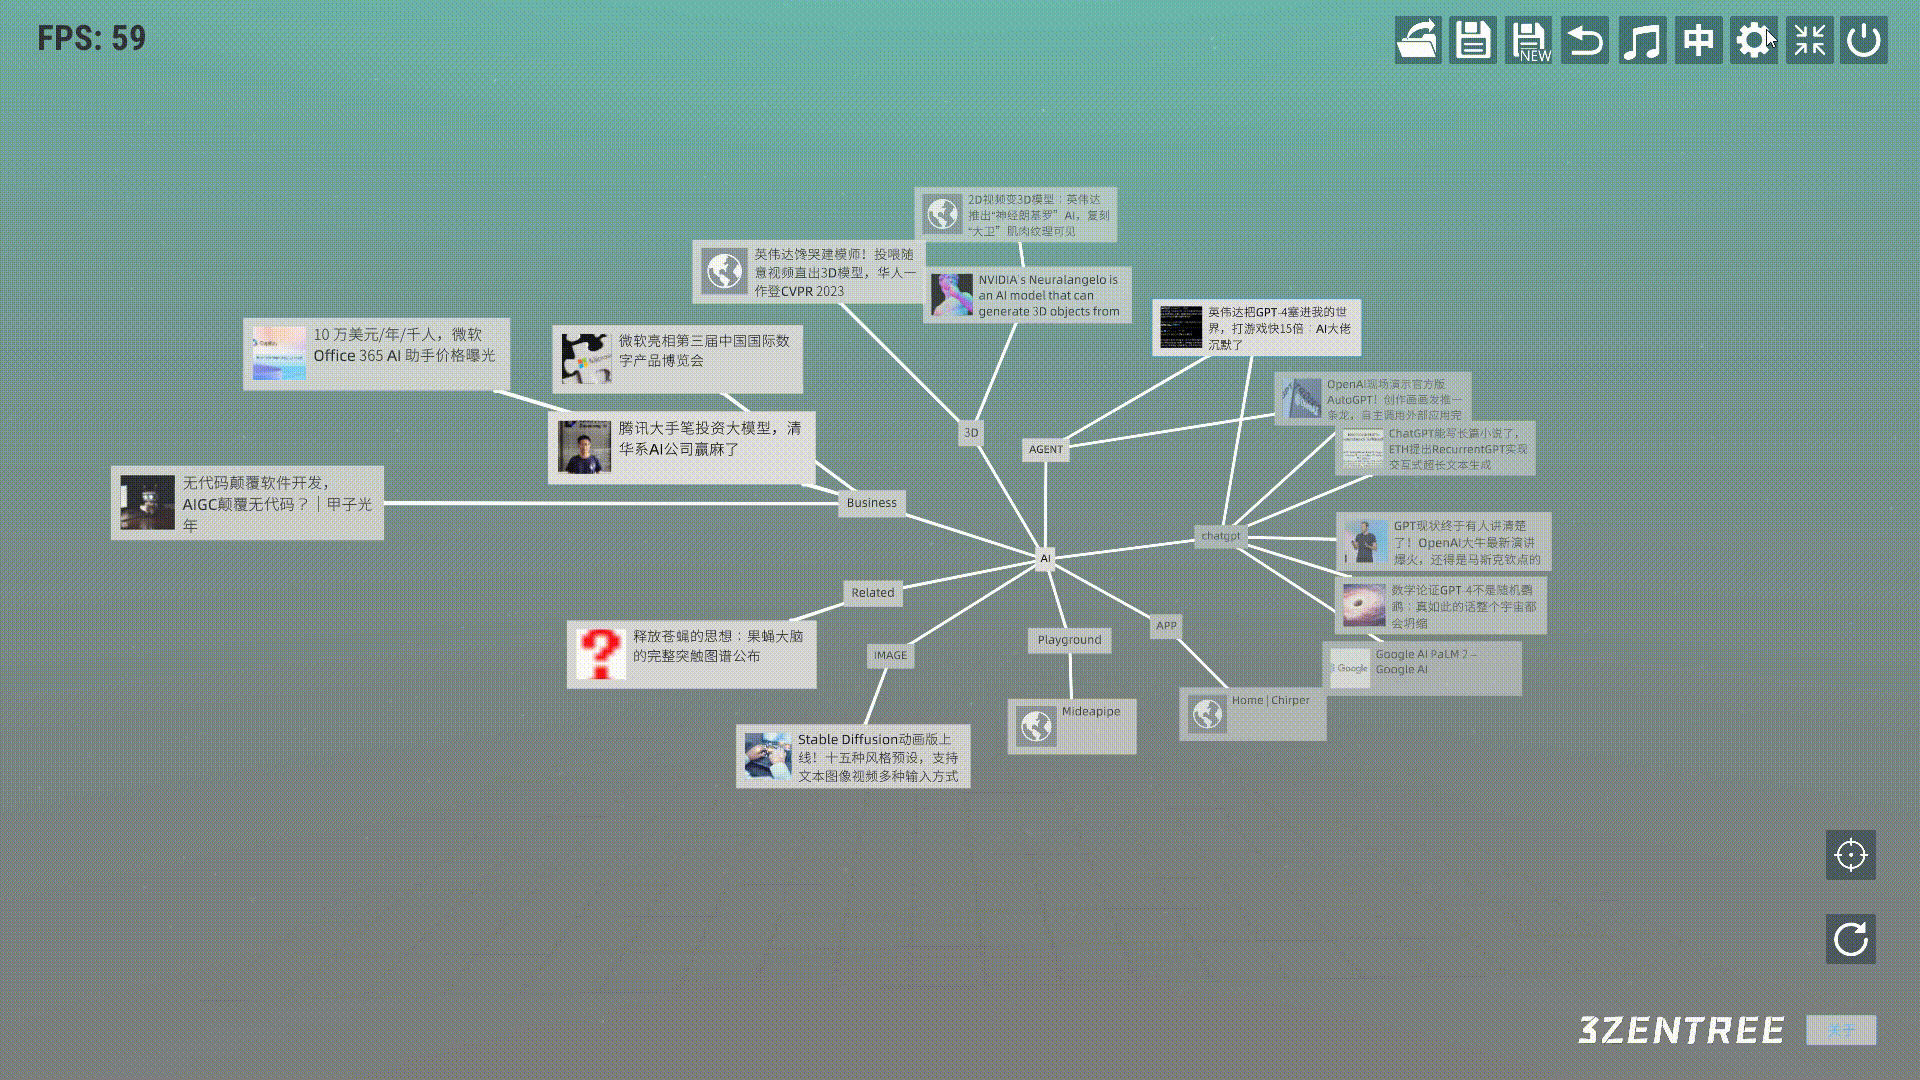 FPS: 59
NEW
中
2D视频变3D模型：英伟达
推出“神经朗基罗”AI，复刻
“大卫”肌肉纹理可见
英伟达馋哭建模师！投喂随
意视频直出3D模型，华人一
作登CVPR 2023
NVIDIA's Neuralangelo is
an AI model that can
generate 3D objects from
英伟达把GPT-4塞进我的世
界，打游戏快15倍：AI大佬
沉默了
10 万美元/年/千人，微软
Office 365 AI 助手价格曝光
微软亮相第三届中国国际数
字产品博览会
OpenAI现场演示官方版
AutoGPT！创作画画发推一
条龙，自主调用外部应用完
腾讯大手笔投资大模型，清
华系AI公司赢麻了
3D
AGENT
ChatGPT能写长篇小说了，
ETH提出RecurrentGPT实现
交互式超长文本生成
无代码颠覆软件开发，
AIGC颠覆无代码？｜甲子光
年
Business
chatgpt
GPT现状终于有人讲清楚
了！OpenAI大牛最新演讲
爆火，还得是马斯克钦点的
AI
Related
数学论证GPT-4不是随机鹦
鹉：真如此的话整个宇宙都
会坍缩
释放苍蝇的思想：果蝇大脑
的完整突触图谱公布
IMAGE
Playground
APP
Google
Google AI PaLM 2 –
Google AI
Mideapipe
Home | Chirper
Stable Diffusion动画版上
线！十五种风格预设，支持
文本图像视频多种输入方式
3ZENTREE
关于